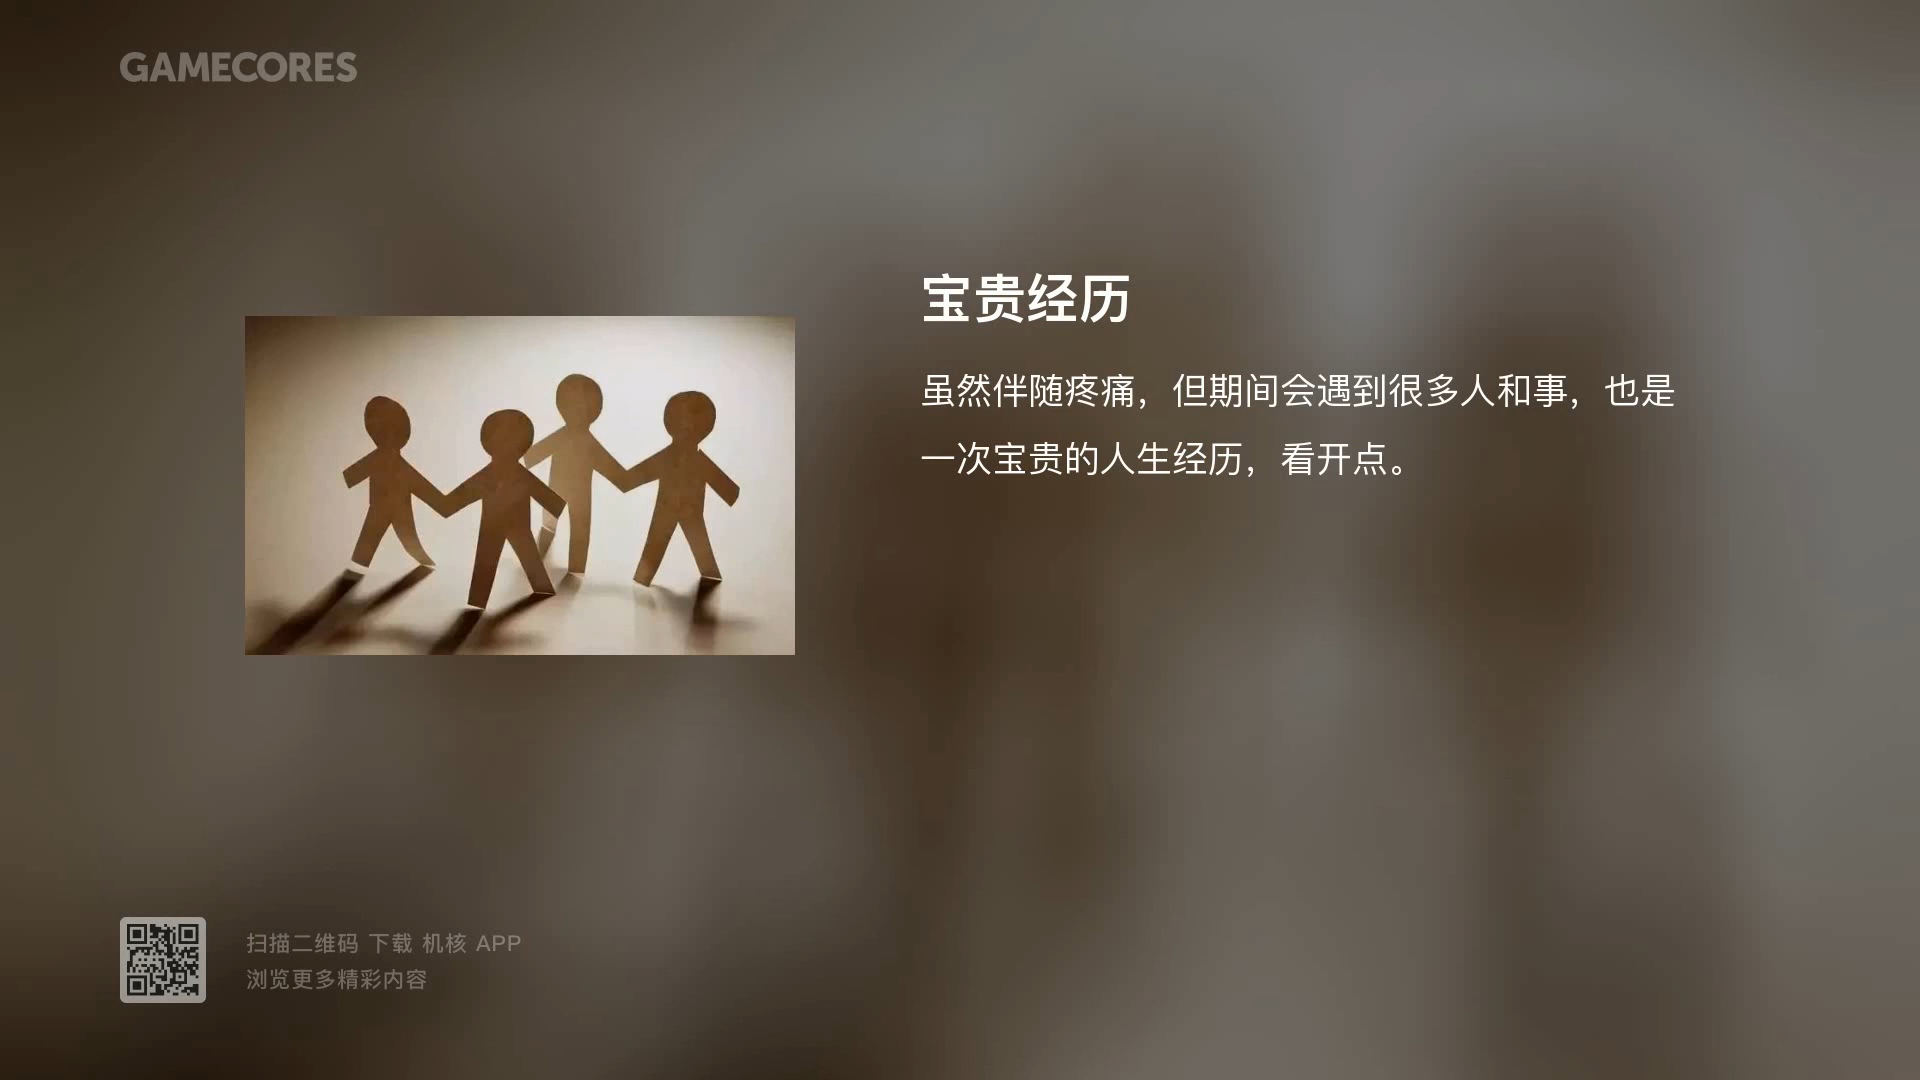 GAMECORES
宝贵经历
虽然伴随疼痛，但期间会遇到很多人和事，也是
一次宝贵的人生经历，看开点。
扫描二维码 下载 机核 APP
浏览更多精彩内容